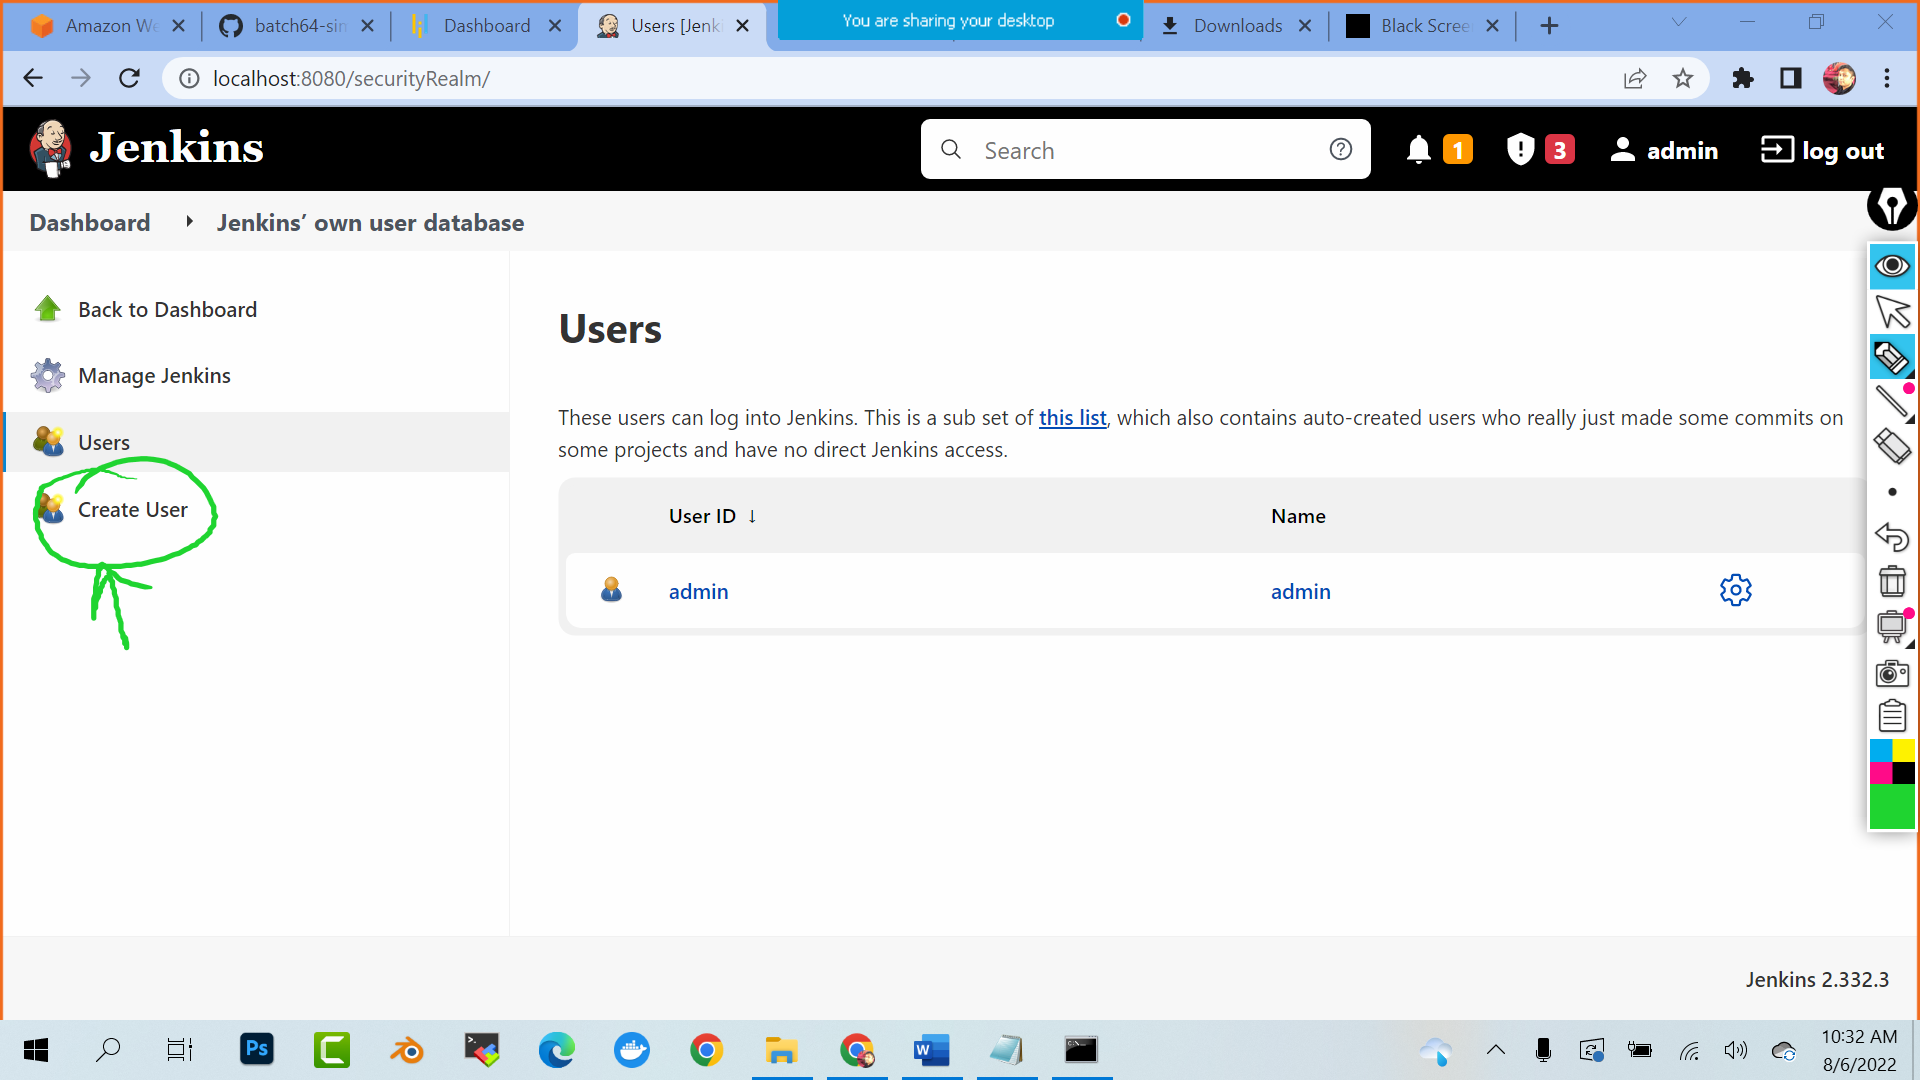 Amazon We
batch64-sin
Dashboard
Users [Jenki
You are sharing your desktop
Downloads
Black Scree
localhost:8080/securityRealm/
Jenkins
Search
1
3
admin
log out
Dashboard
Jenkins’ own user database
Back to Dashboard
Manage Jenkins
Users
Create User
Users
These users can log into Jenkins. This is a sub set of this list, which also contains auto-created users who really just made some commits on
some projects and have no direct Jenkins access.
User ID ↓ Name
admin admin
Jenkins 2.332.3
Ps
C
W
10:32 AM
8/6/2022